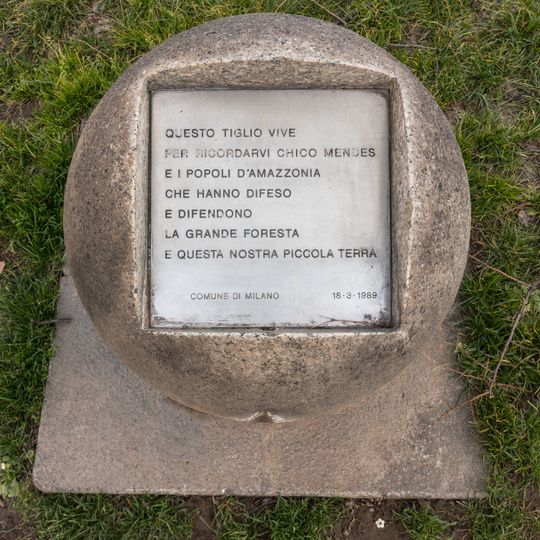 QUESTO TIGLIO VIVE
PER RICORDARVI CHICO MENDES
E I POPOLI D'AMAZZONIA
CHE HANNO DIFESO
E DIFENDONO
LA GRANDE FORESTA
E QUESTA NOSTRA PICCOLA TERRA
COMUNE DI MILANO 18-3-1989